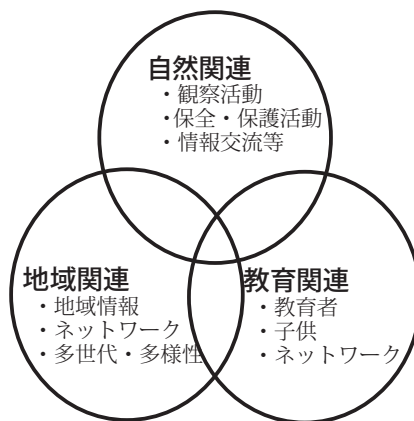 自然関連
・観察活動
・保全・保護活動
・情報交流等
地域関連
・地域情報
・ネットワーク
・多世代・多様性
教育関連
・教育者
・子供
・ネットワーク